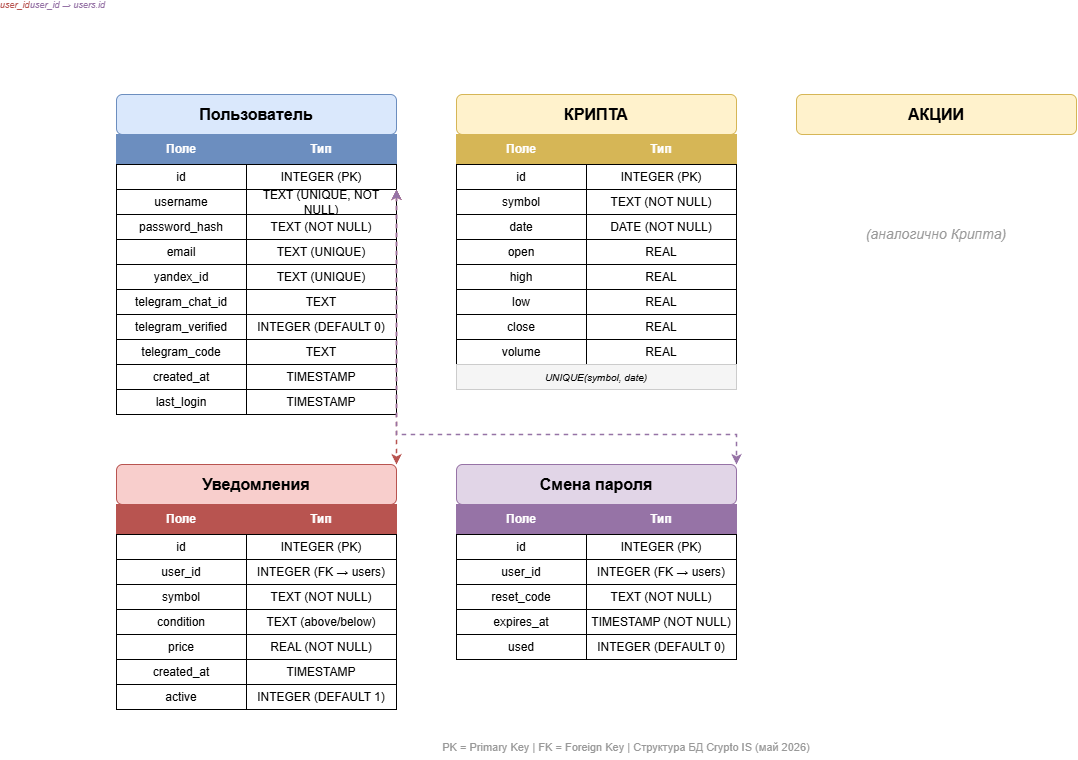 user_iduser_id → users.id
Пользователь
Поле Тип
id INTEGER (PK)
username TEXT (UNIQUE, NOT NULL)
password_hash TEXT (NOT NULL)
email TEXT (UNIQUE)
yandex_id TEXT (UNIQUE)
telegram_chat_id TEXT
telegram_verified INTEGER (DEFAULT 0)
telegram_code TEXT
created_at TIMESTAMP
last_login TIMESTAMP
КРИПТА
Поле Тип
id INTEGER (PK)
symbol TEXT (NOT NULL)
date DATE (NOT NULL)
open REAL
high REAL
low REAL
close REAL
volume REAL
UNIQUE(symbol, date)
АКЦИИ
(аналогично Крипта)
Уведомления
Поле Тип
id INTEGER (PK)
user_id INTEGER (FK → users)
symbol TEXT (NOT NULL)
condition TEXT (above/below)
price REAL (NOT NULL)
created_at TIMESTAMP
active INTEGER (DEFAULT 1)
Смена пароля
Поле Тип
id INTEGER (PK)
user_id INTEGER (FK → users)
reset_code TEXT (NOT NULL)
expires_at TIMESTAMP (NOT NULL)
used INTEGER (DEFAULT 0)
PK = Primary Key | FK = Foreign Key | Структура БД Crypto IS (май 2026)